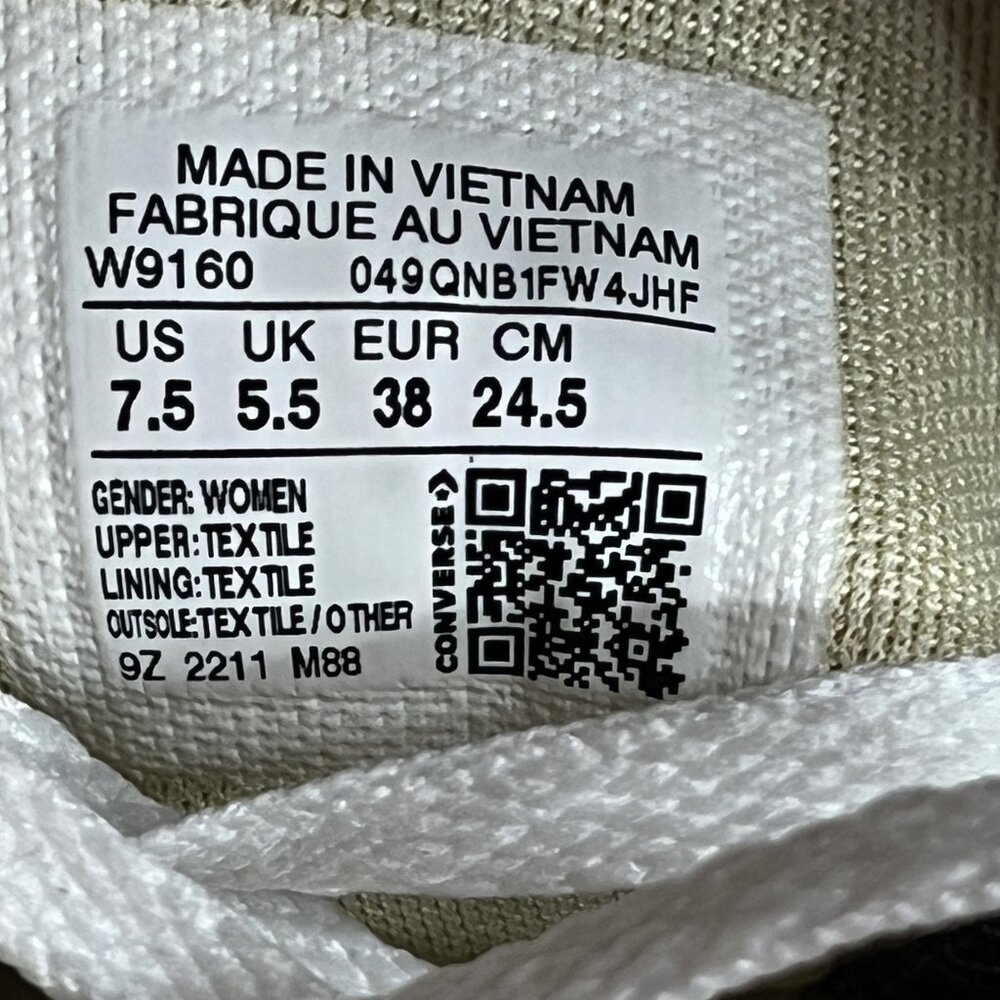 MADE IN VIETNAM
FABRIQUE AU VIETNAM
W9160 049QNB1FW4JHF
US UK EUR CM
7.5 5.5 38 24.5
GENDER: WOMEN
UPPER:TEXTILE
LINING:TEXTILE
OUTSOLE:TEXTILE/OTHER
9Z 2211 M88
CONVERSE